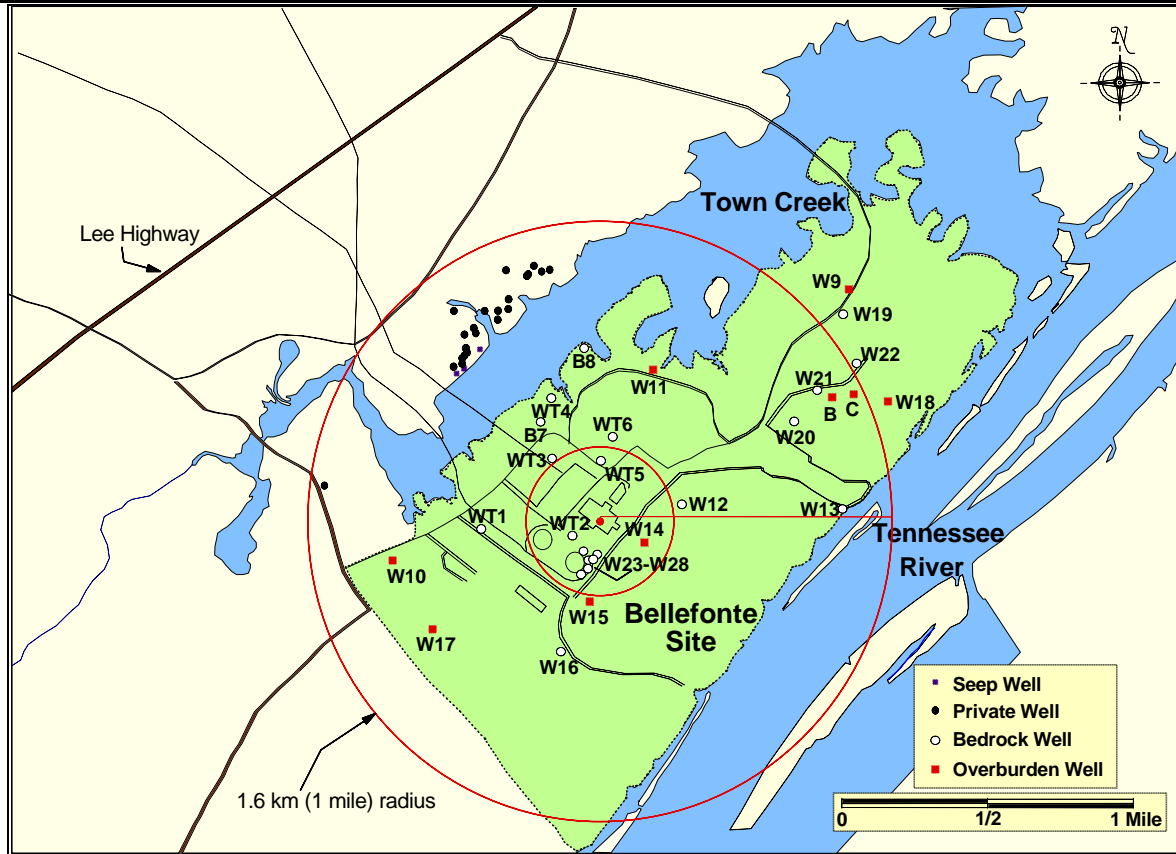 N
Town Creek
Lee Highway
W9
W19
B8
W11
W22
W21
B
C
W18
WT4
B7
WT6
W20
WT3
WT5
W12
W13
WT1
WT2
W14
Tennessee
River
W23-W28
W10
W15
Bellefonte
Site
W17
W16
Seep Well
Private Well
Bedrock Well
Overburden Well
1.6 km (1 mile) radius
0
1/2
1 Mile